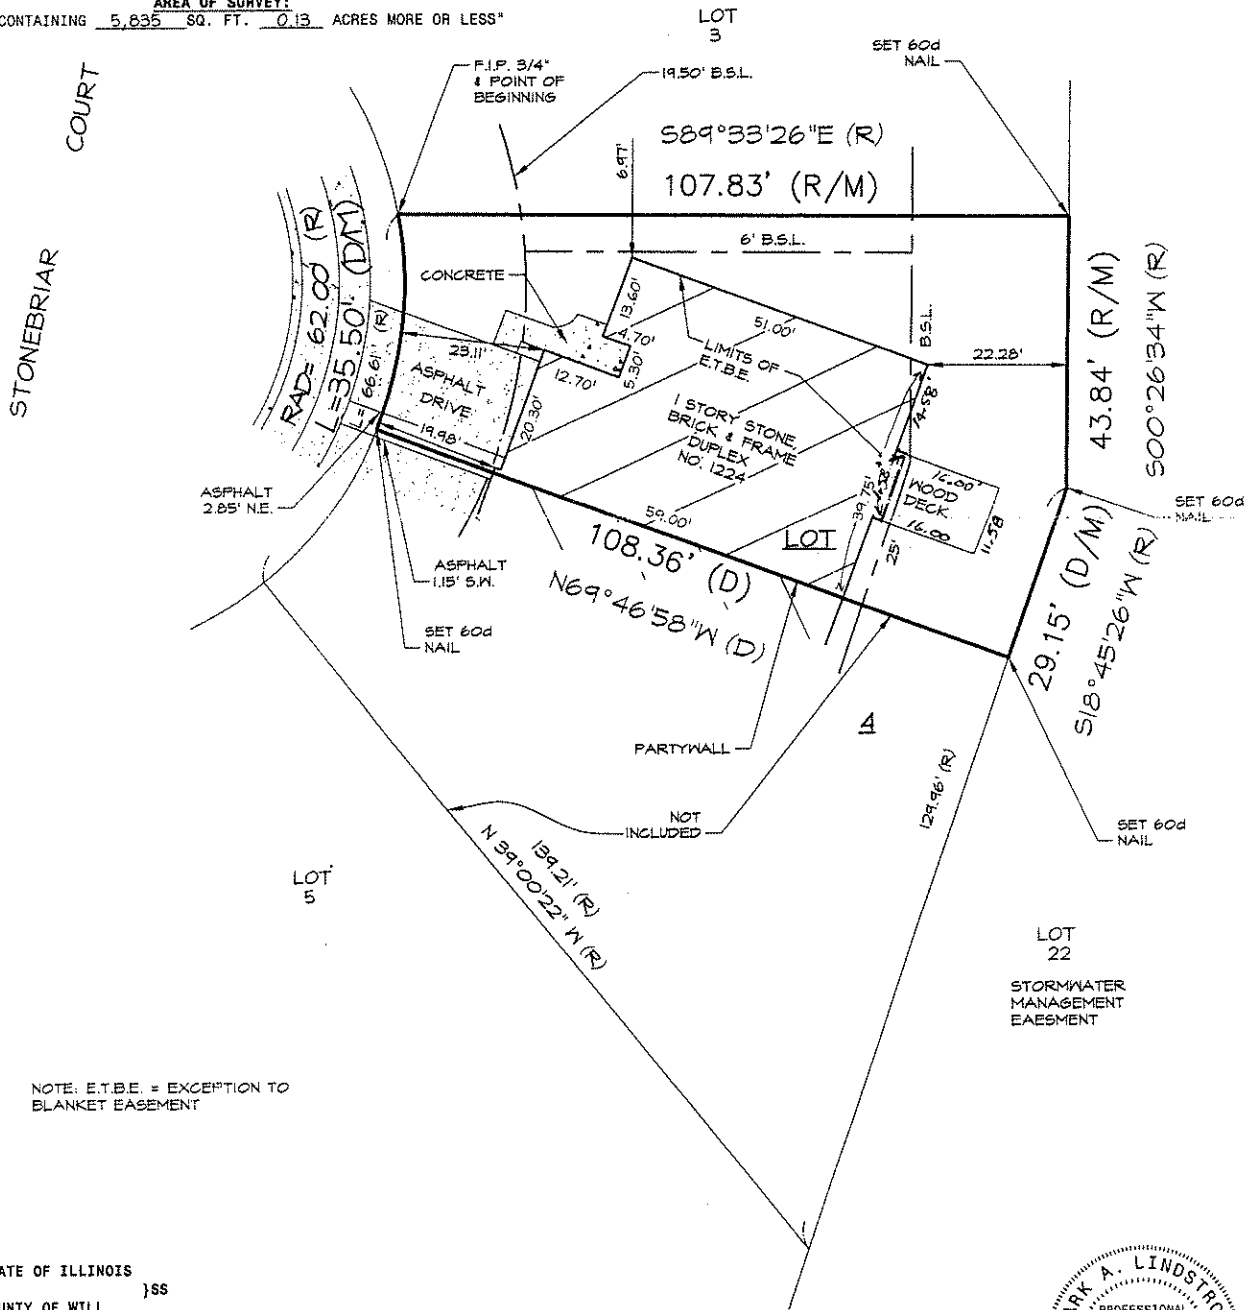 AREA OF SURVEY:
CONTAINING 5,835 SQ. FT. 0.13 ACRES MORE OR LESS"
LOT
3
SET 60d
NAIL
COURT
F.I.P. 3/4"
& POINT OF
BEGINNING
19.50' B.S.L.
S89°33'26"E (R)
6.97'
107.83' (R/M)
6' B.S.L.
STONEBRIAR
RAD= 62.00' (R)
L=35.50' (D/M)
L= 66.61' (R)
CONCRETE
13.60'
51.00'
4.70'
LIMITS OF
E.T.B.E.
B.S.L.
22.28'
43.84' (R/M)
S00°26'34"W (R)
23.11'
12.70'
5.30'
ASPHALT
DRIVE
20.30'
19.98'
1 STORY STONE,
BRICK & FRAME
DUPLEX
NO. 1224
14.58'
39.75'
16.00'
WOOD
DECK
16.00
11.58
25'
59.00'
LOT
ASPHALT
2.85' N.E.
SET 60d
NAIL
108.36' (D)
N69°46'58"W (D)
29.15' (D/M)
S18°45'26"W (R)
ASPHALT
1.15' S.W.
SET 60d
NAIL
PARTYWALL
4
129.96' (R)
NOT
INCLUDED
SET 60d
NAIL
139.21' (R)
N 39°00'22" W (R)
LOT
5
LOT
22
STORMWATER
MANAGEMENT
EAESMENT
NOTE: E.T.B.E. = EXCEPTION TO
BLANKET EASEMENT
ATE OF ILLINOIS
}SS
UNTY OF WILL
RK A. LINDSTRO
PROFESSIONAL